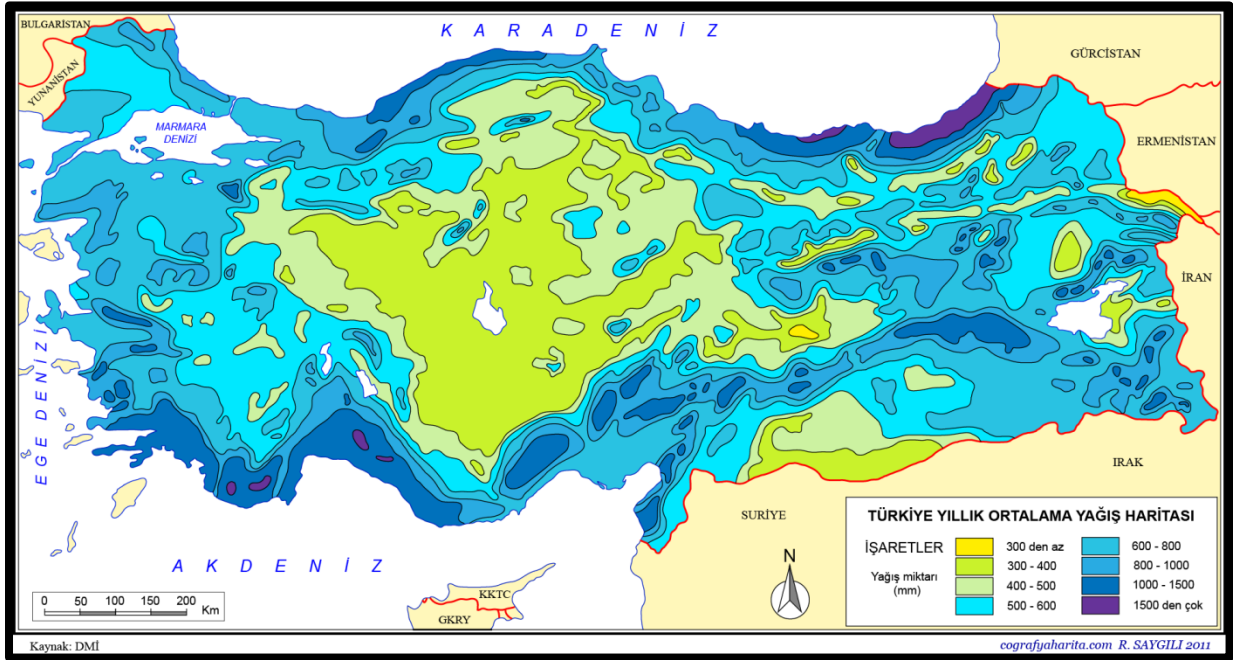 BULGARİSTAN
YUNANİSTAN
K A R A D E N İ Z
GÜRCİSTAN
MARMARA
DENİZİ
ERMENİSTAN
İRAN
E G E D E N İ Z İ
IRAK
SURİYE
A K D E N İ Z
KKTC
GKRY
N
0 50 100 150 200
Km
TÜRKİYE YILLIK ORTALAMA YAĞIŞ HARİTASI
İŞARETLER
Yağış miktarı
(mm)
300 den az
300 - 400
400 - 500
500 - 600
600 - 800
800 - 1000
1000 - 1500
1500 den çok
Kaynak: DMİ
cografyaharita.com R. SAYGILI 2011